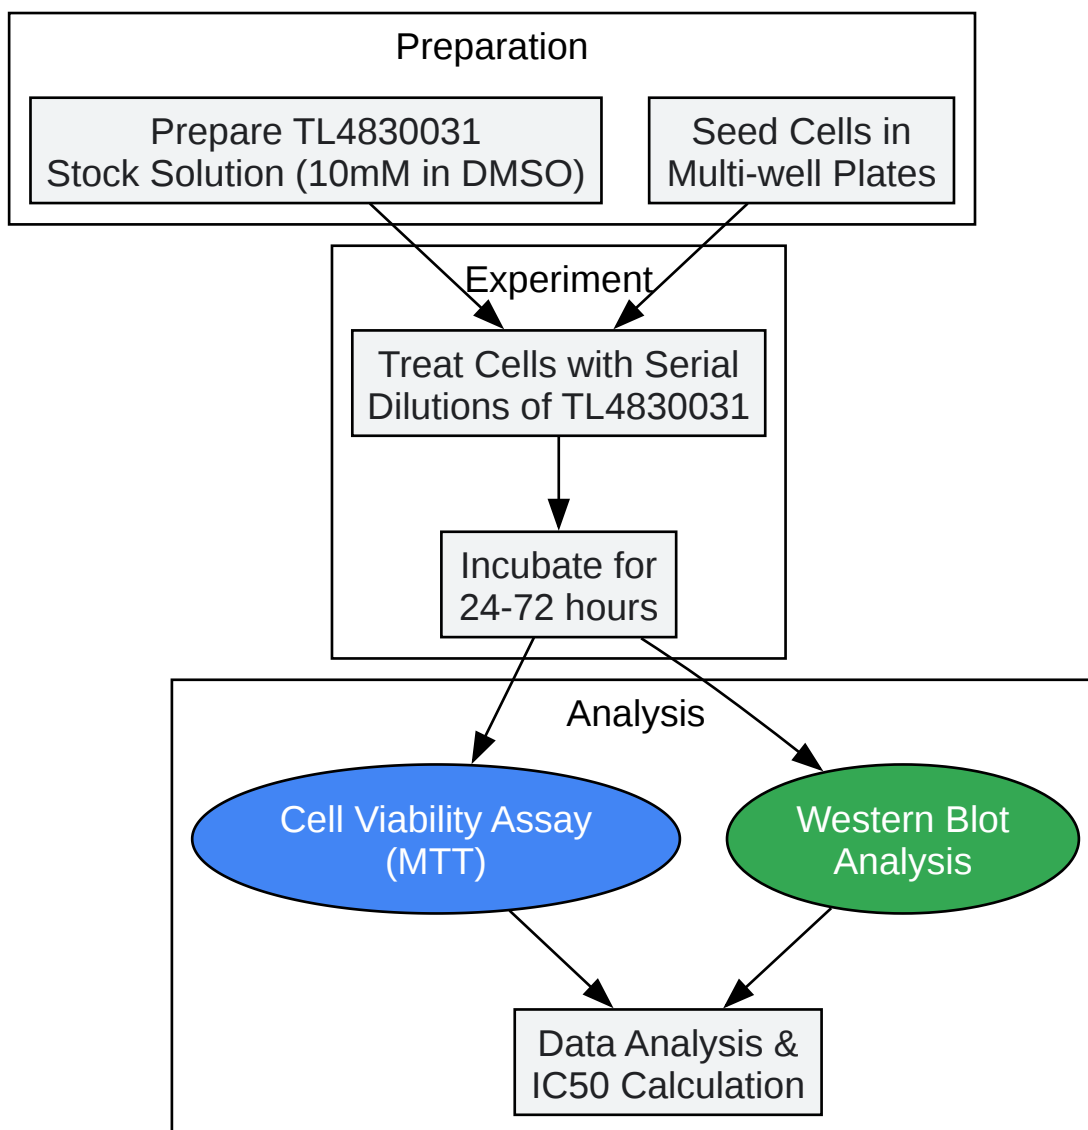 Preparation
Prepare TL4830031
Stock Solution (10mM in DMSO)
Seed Cells in
Multi-well Plates
Experiment
Treat Cells with Serial
Dilutions of TL4830031
Incubate for
24-72 hours
Analysis
Cell Viability Assay
(MTT)
Western Blot
Analysis
Data Analysis &
IC50 Calculation